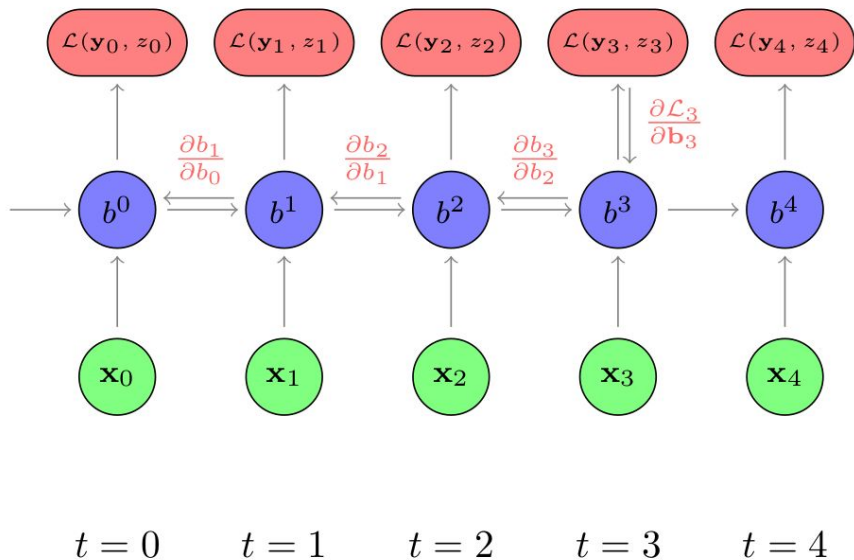 ℒ(𝐲₀, z₀) ℒ(𝐲₁, z₁) ℒ(𝐲₂, z₂) ℒ(𝐲₃, z₃) ℒ(𝐲₄, z₄)
∂b₁/∂b₀ ∂b₂/∂b₁ ∂b₃/∂b₂ ∂ℒ₃/∂𝐛₃
b⁰ b¹ b² b³ b⁴
𝐱₀ 𝐱₁ 𝐱₂ 𝐱₃ 𝐱₄
t = 0 t = 1 t = 2 t = 3 t = 4